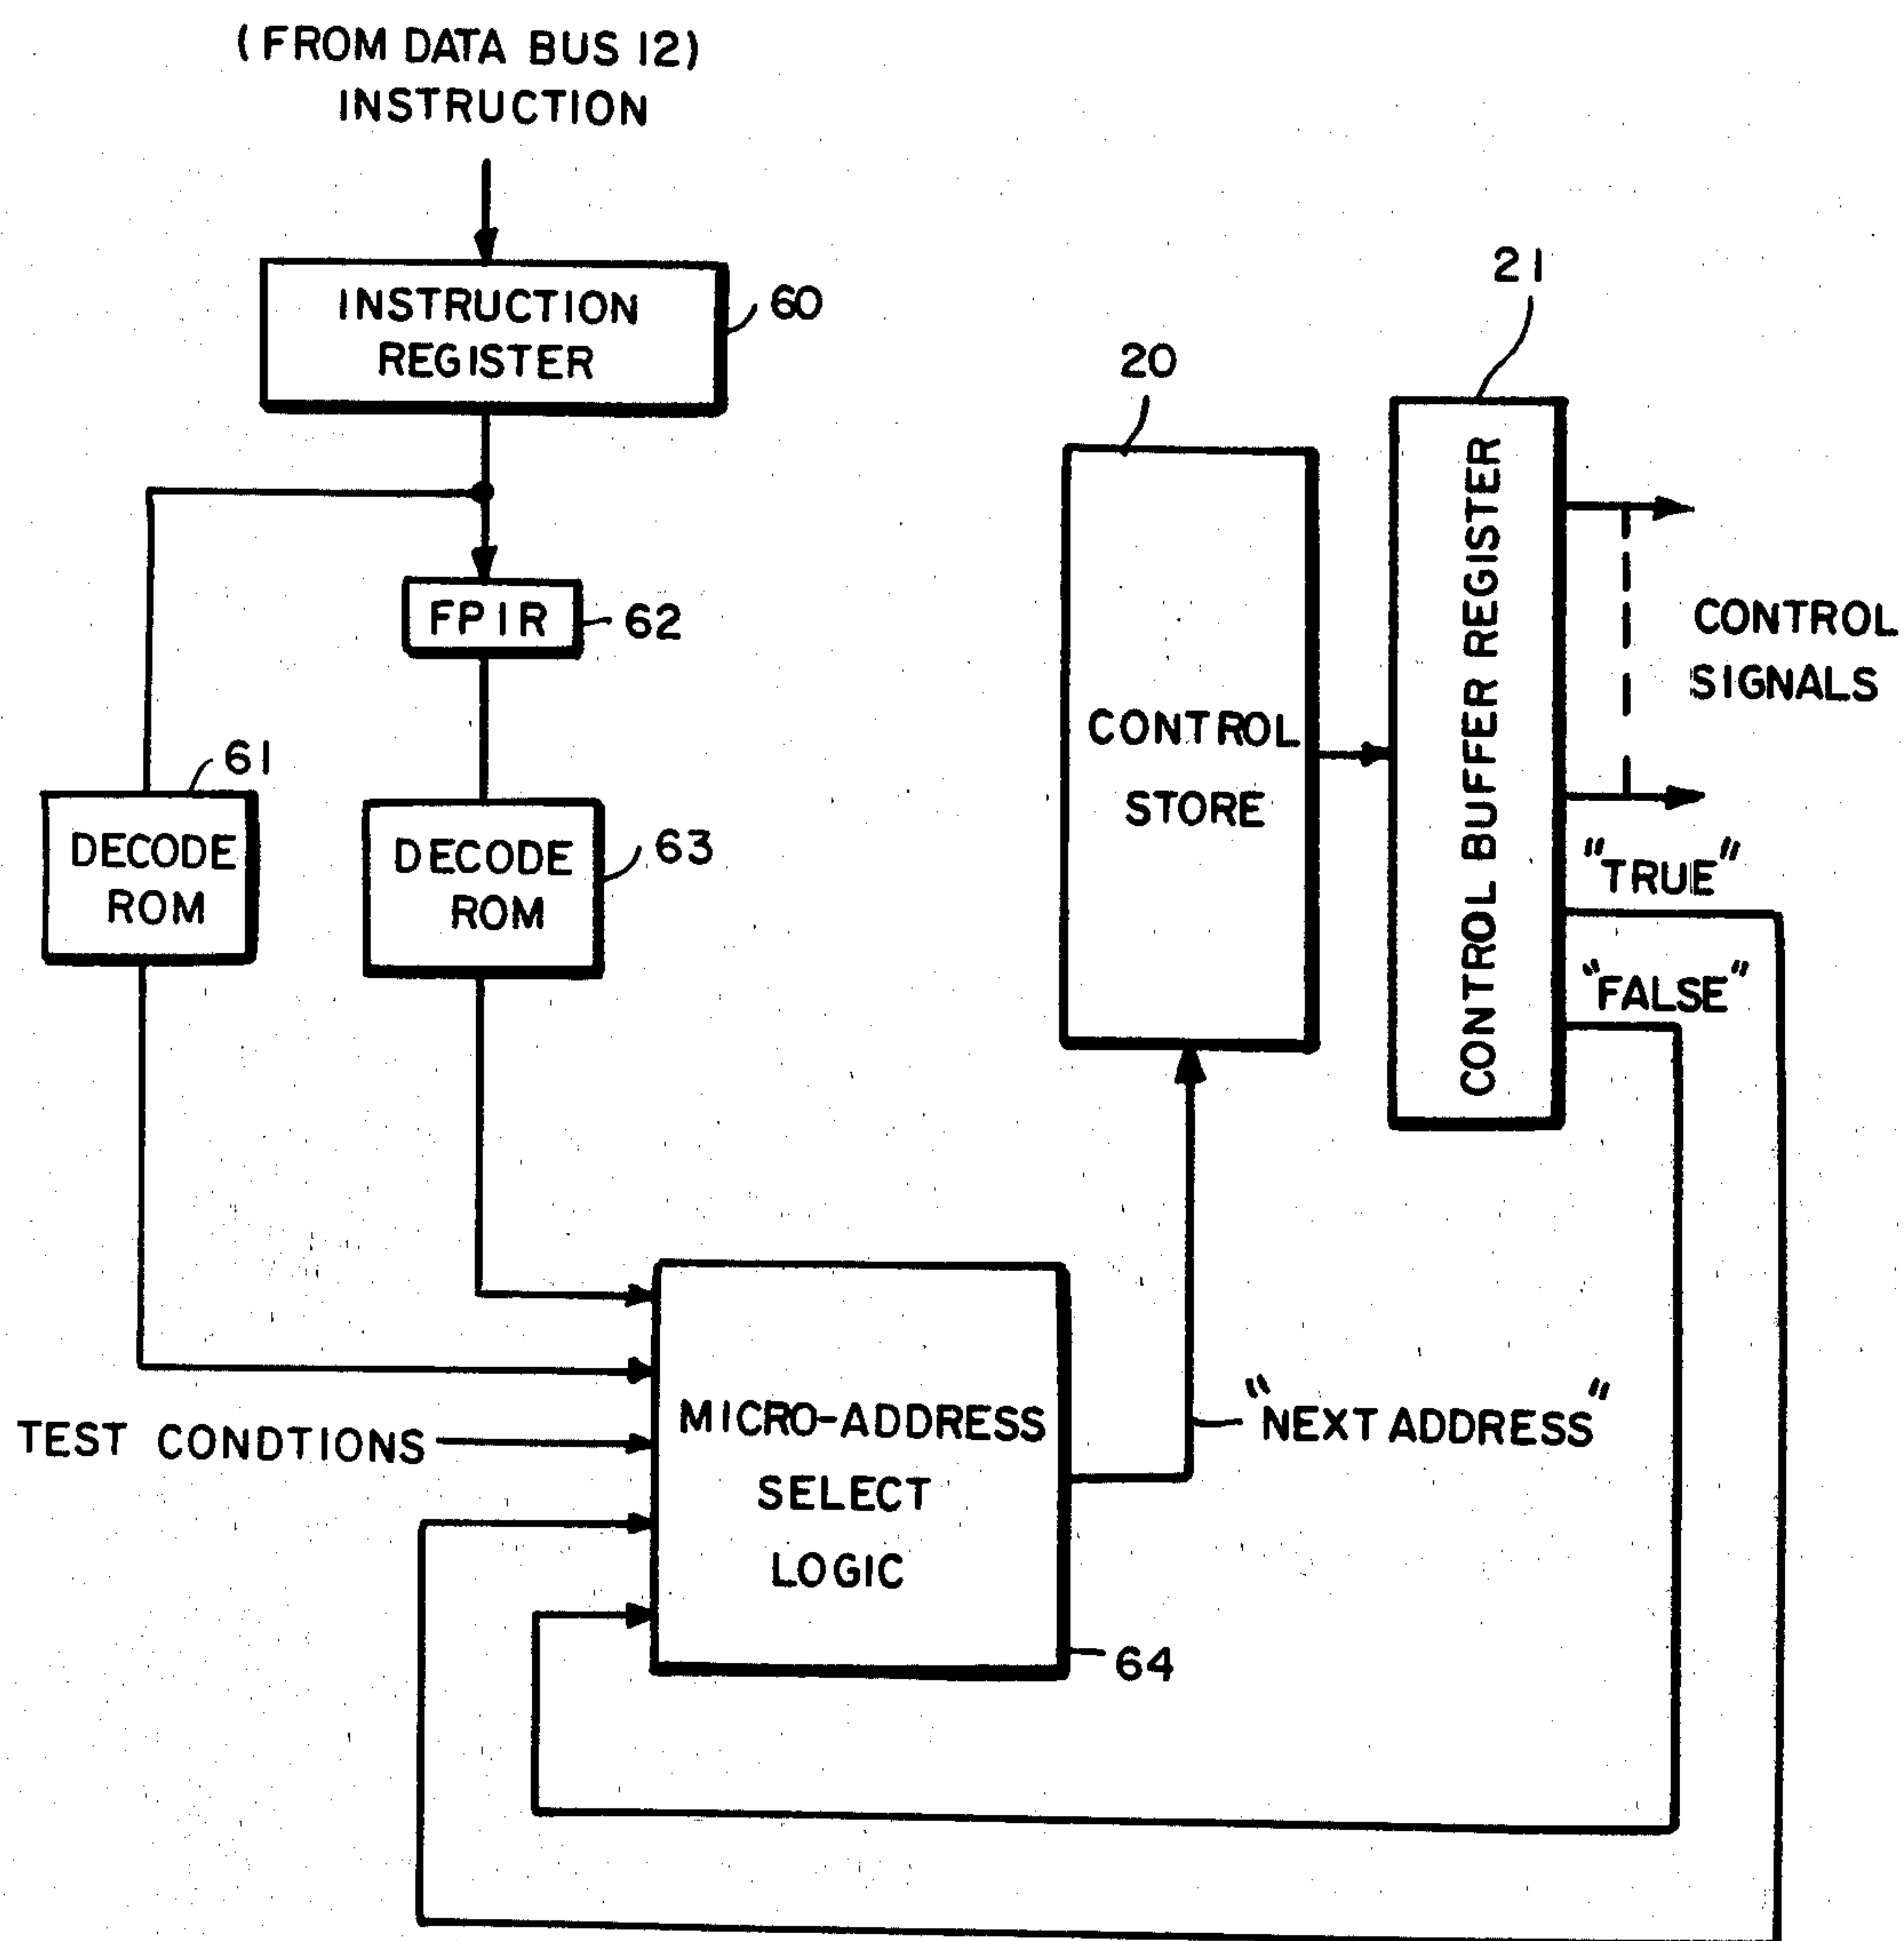 (FROM DATA BUS 12)
INSTRUCTION
INSTRUCTION
REGISTER
60
21
20
FPIR
62
61
DECODE
ROM
DECODE
ROM
63
CONTROL
STORE
CONTROL BUFFER REGISTER
CONTROL
SIGNALS
"TRUE"
"FALSE"
TEST CONDTIONS
MICRO-ADDRESS
SELECT
LOGIC
"NEXT ADDRESS"
64